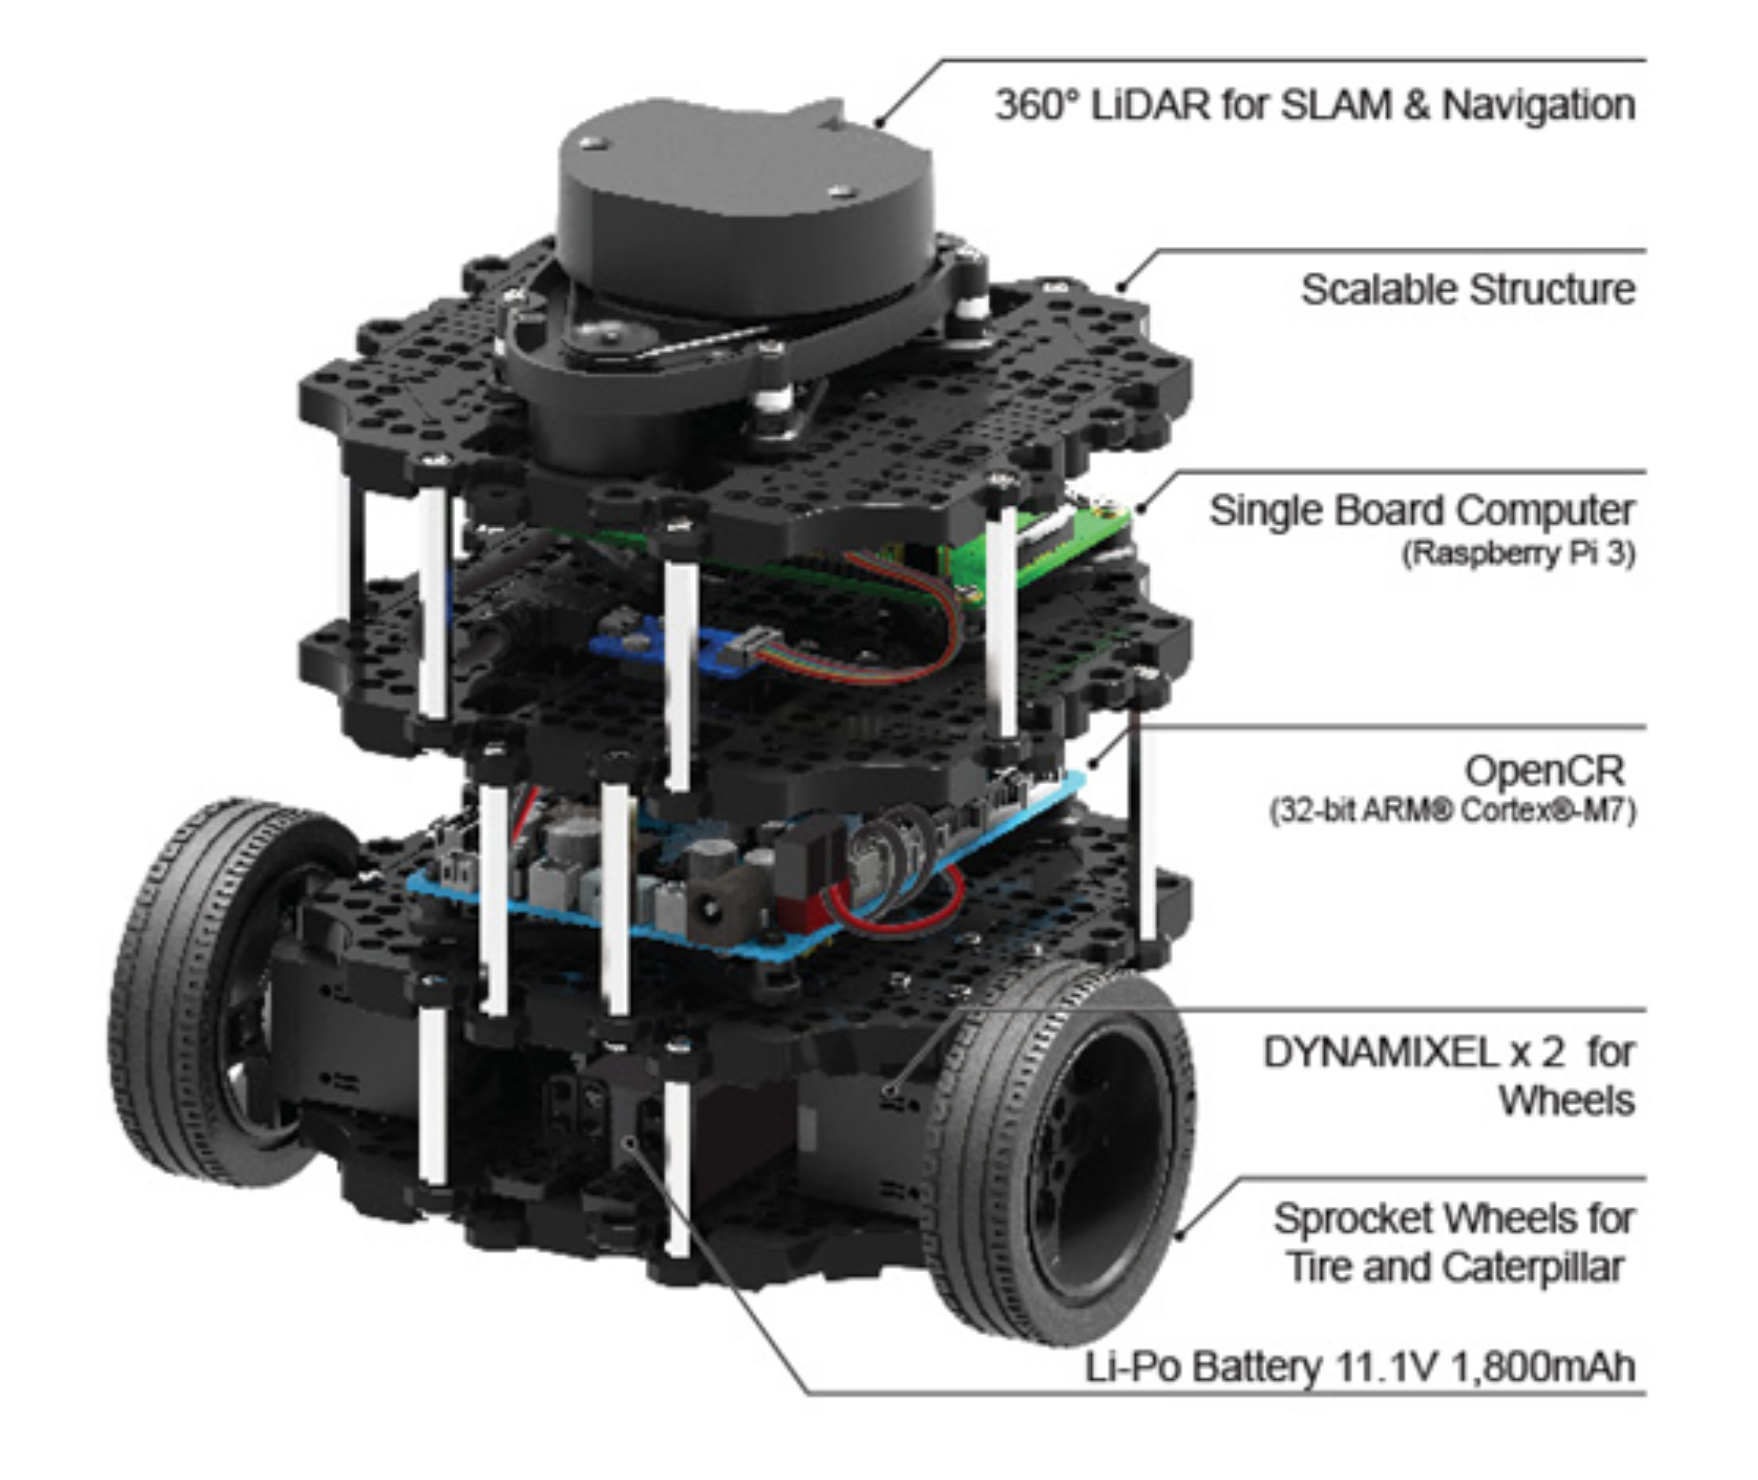 360° LiDAR for SLAM & Navigation
Scalable Structure
Single Board Computer
(Raspberry Pi 3)
OpenCR
(32-bit ARM® Cortex®-M7)
DYNAMIXEL x 2 for
Wheels
Sprocket Wheels for
Tire and Caterpillar
Li-Po Battery 11.1V 1,800mAh